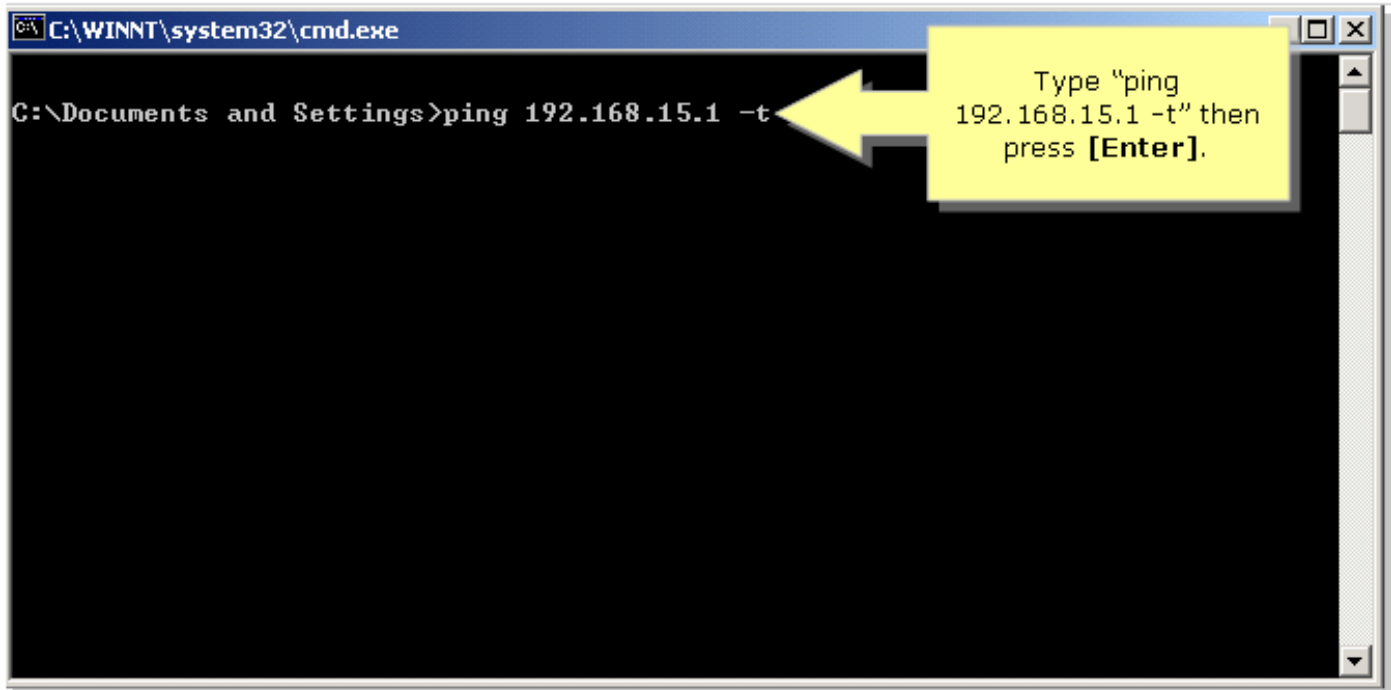 C:\WINNT\system32\cmd.exe
C:\Documents and Settings>ping 192.168.15.1 -t
Type “ping
192.168.15.1 -t” then
press [Enter].